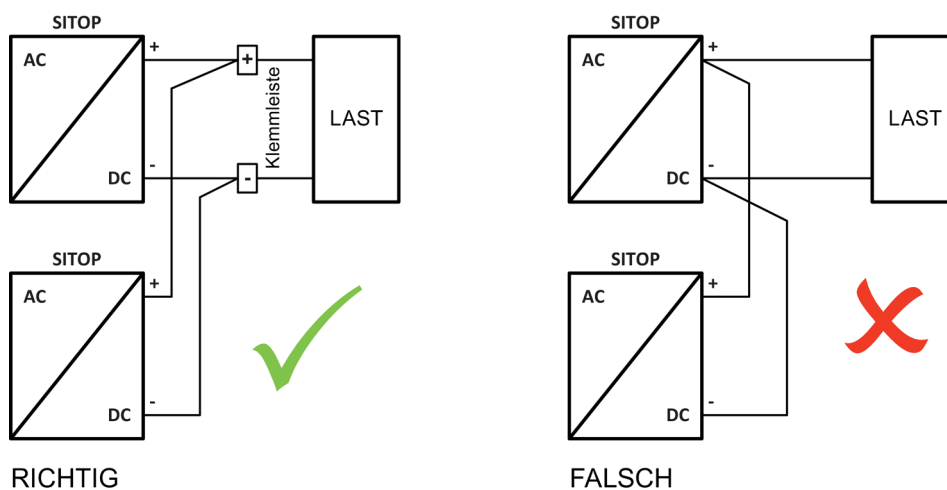 SITOP
AC
DC
+
-
+
-
Klemmleiste
LAST
SITOP
AC
DC
+
-
RICHTIG
SITOP
AC
DC
+
-
LAST
SITOP
AC
DC
+
-
FALSCH